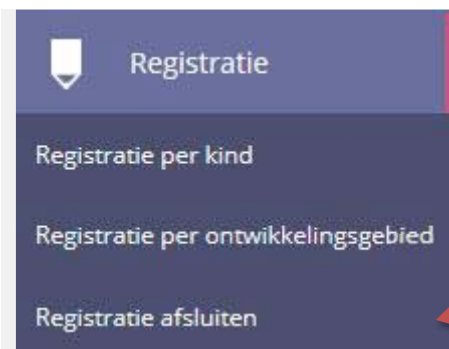 Registratie
Registratie per kind
Registratie per ontwikkelingsgebied
Registratie afsluiten